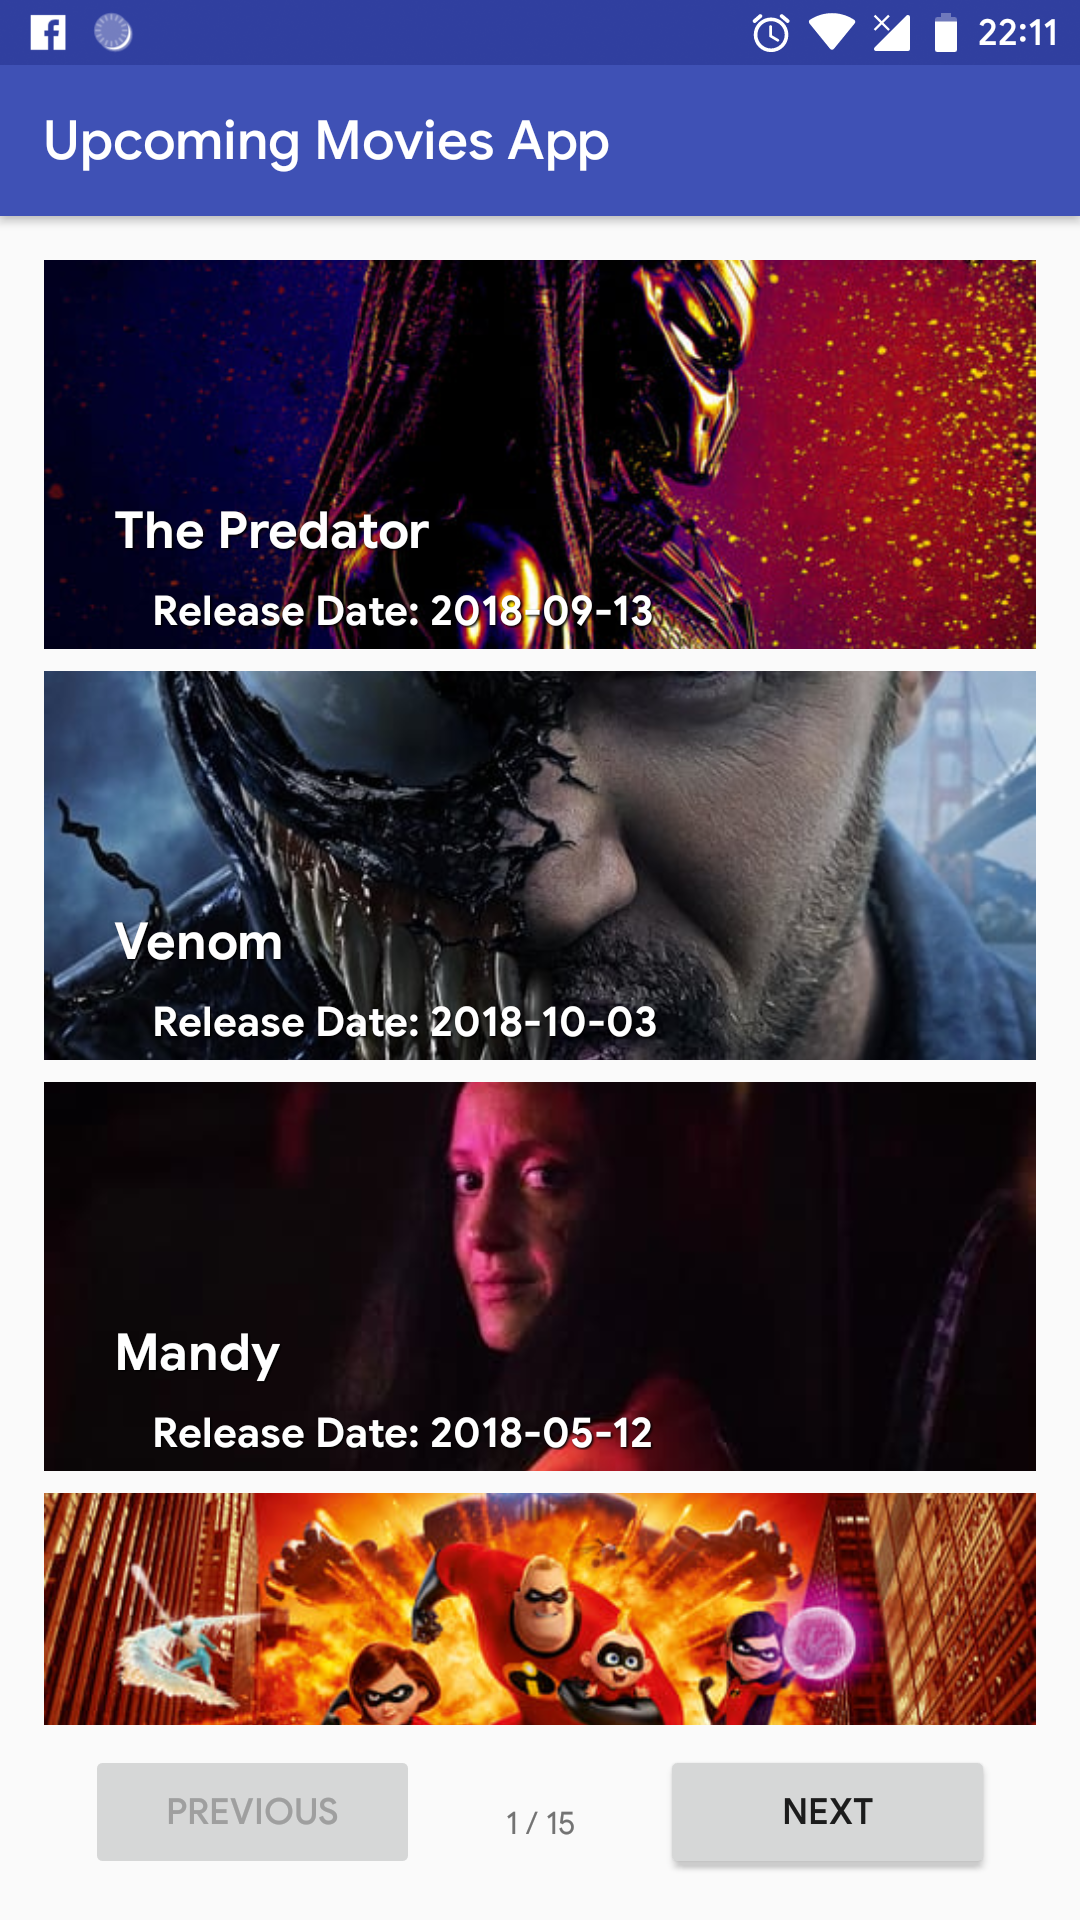 22:11
Upcoming Movies App
The Predator
Release Date: 2018-09-13
Venom
Release Date: 2018-10-03
Mandy
Release Date: 2018-05-12
PREVIOUS
1 / 15
NEXT